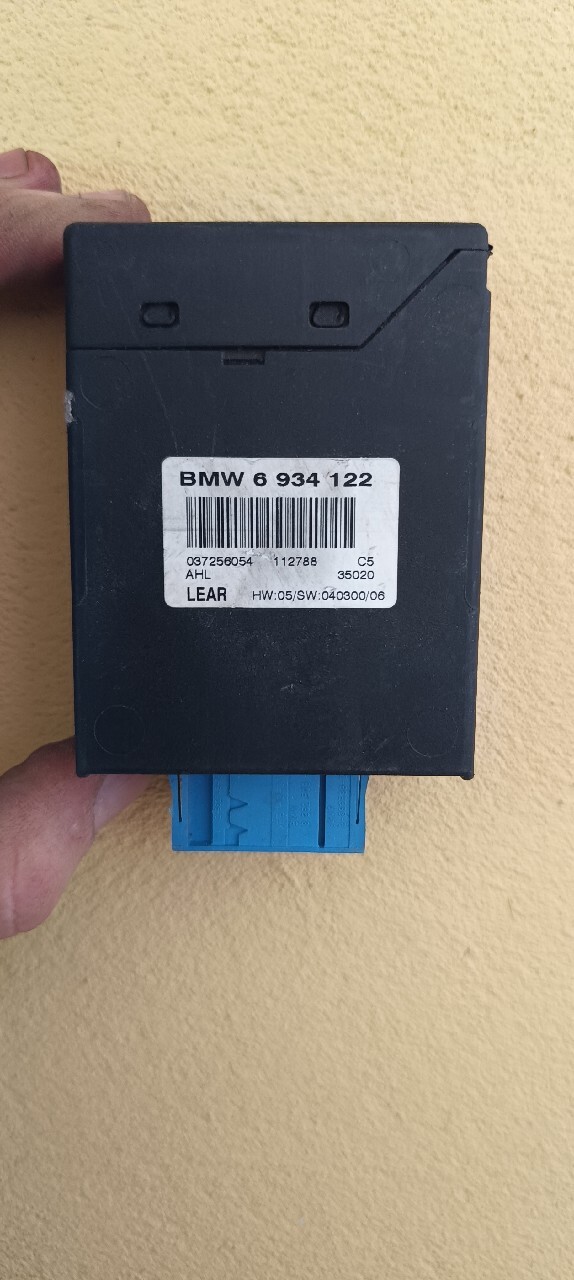 BMW 6 934 122
037256054 112788 C5
AHL 35020
LEAR HW:05/SW:040300/06